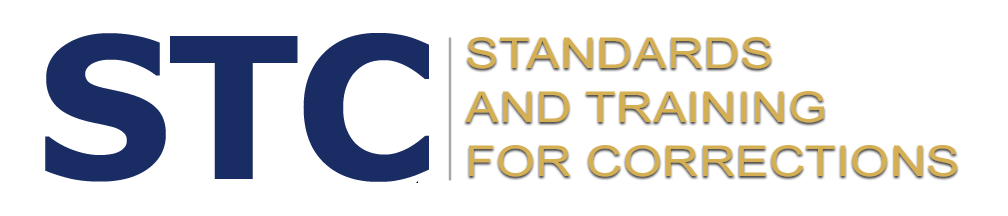 STC
STANDARDS
AND TRAINING
FOR CORRECTIONS